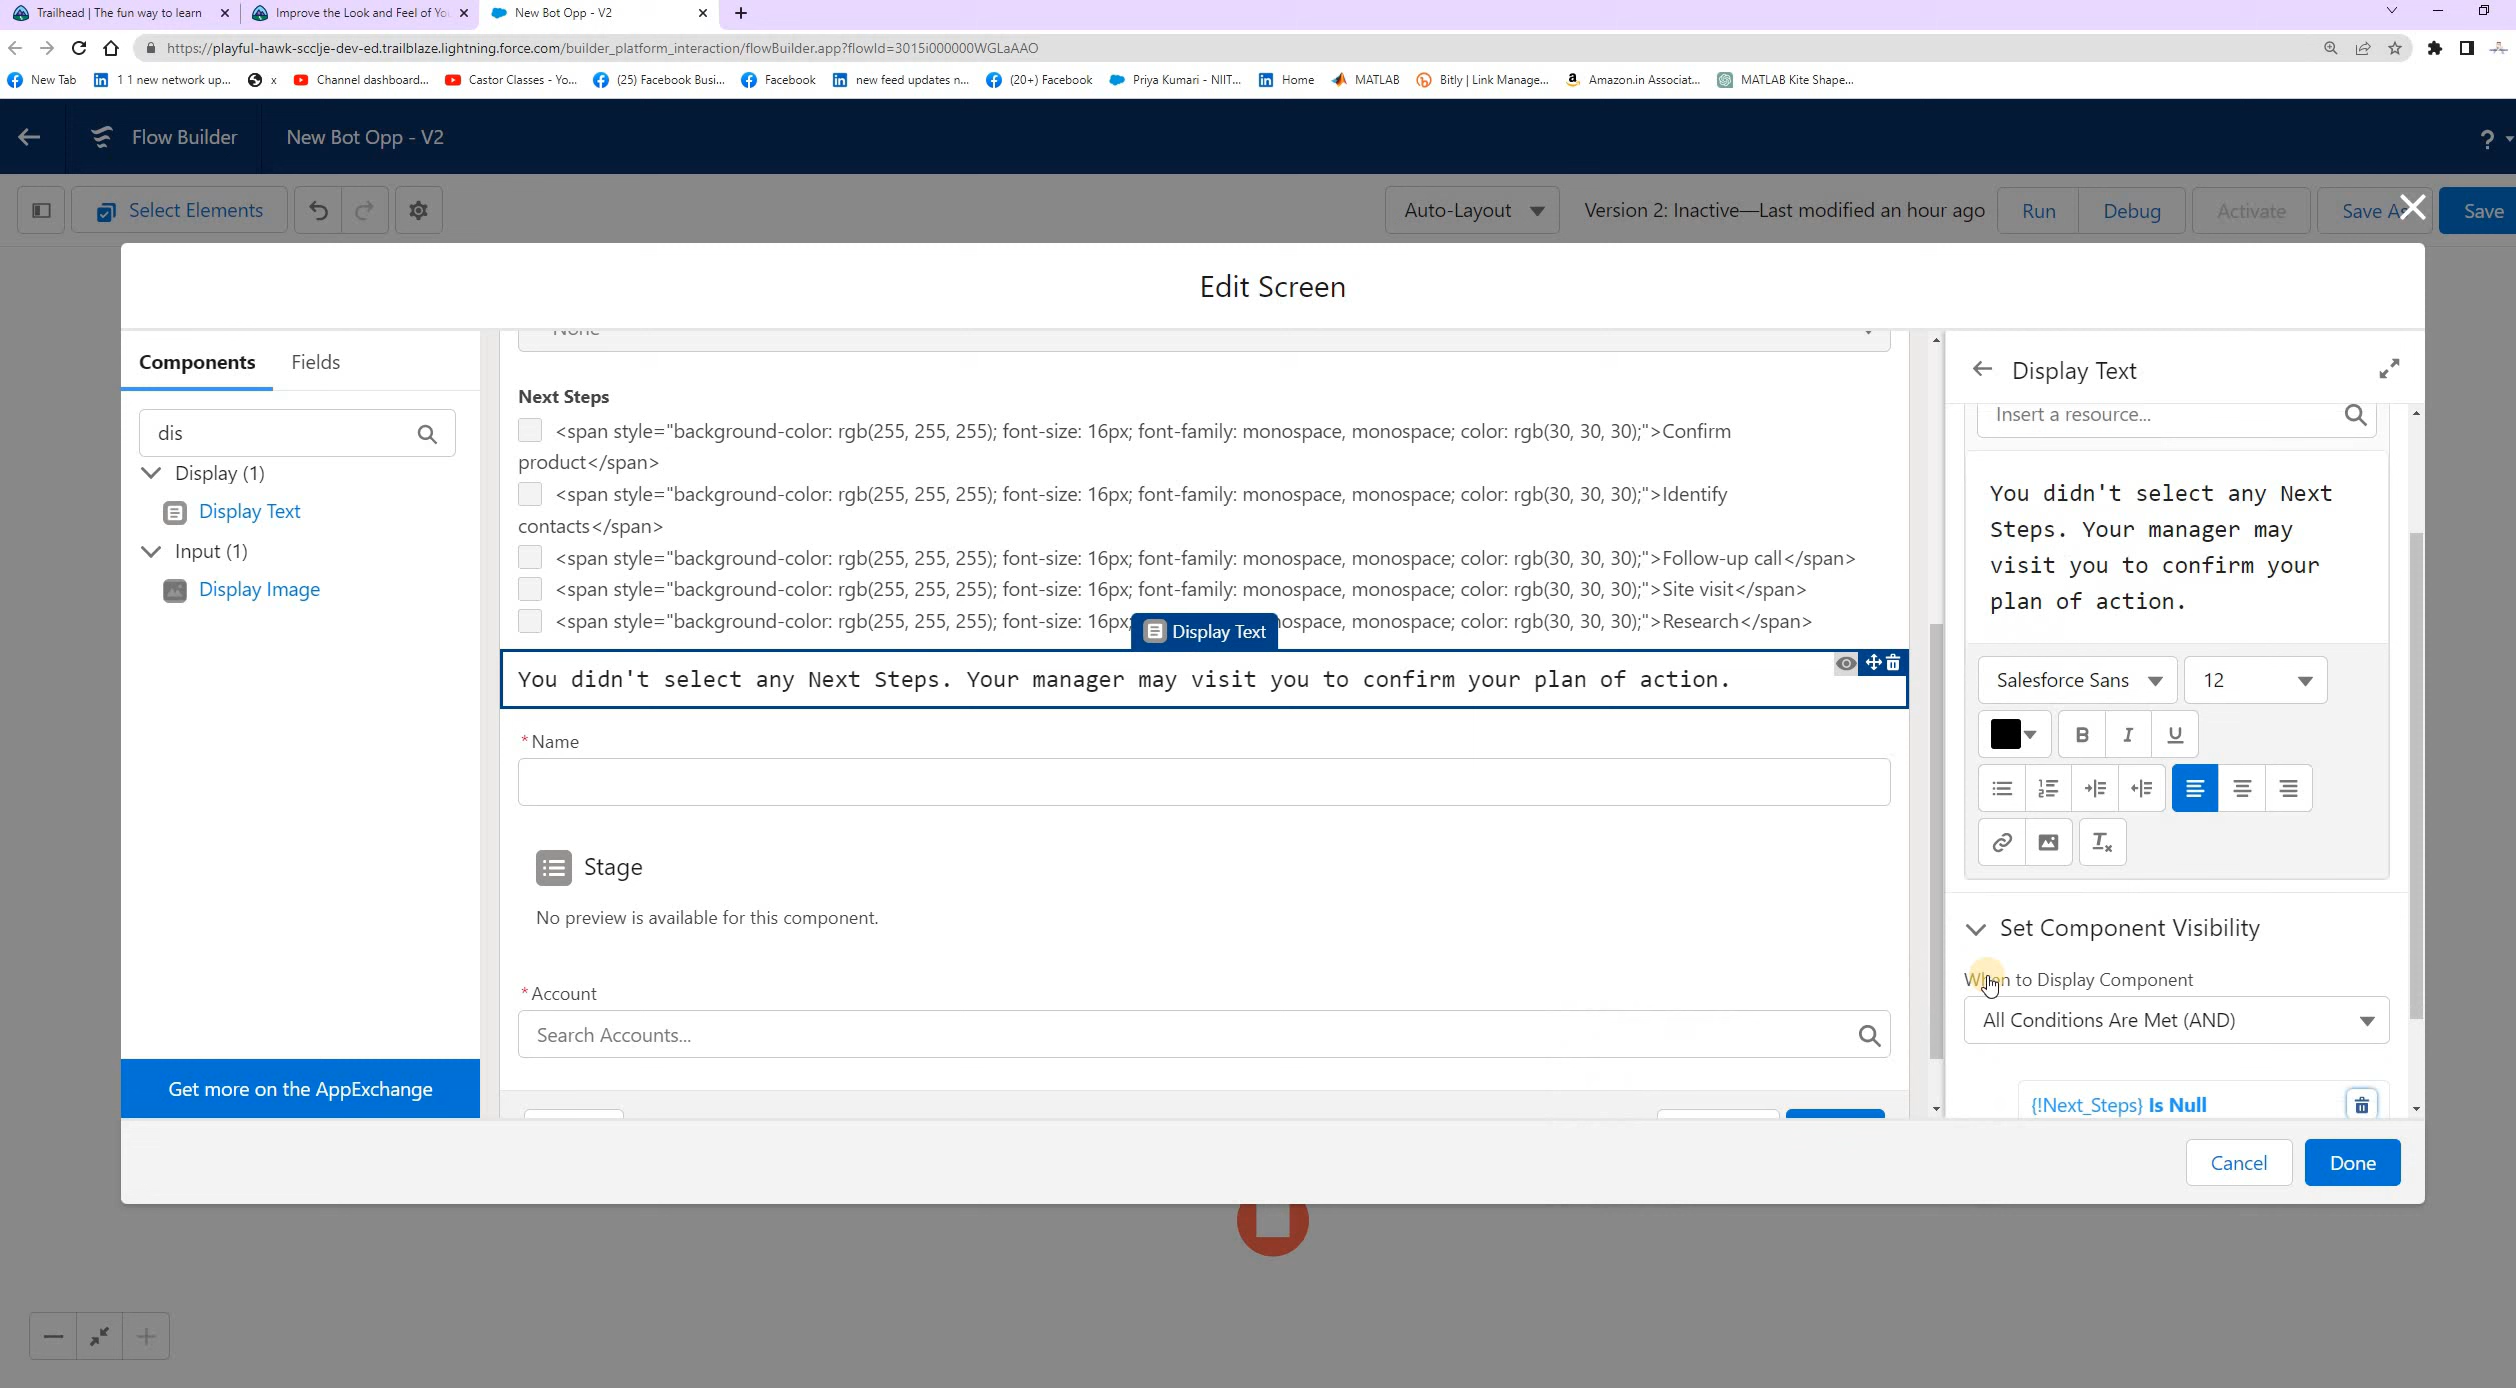 Trailhead | The fun way to learn
Improve the Look and Feel of Yo
New Bot Opp - V2
https://playful-hawk-scclje-dev-ed.trailblaze.lightning.force.com/builder_platform_interaction/flowBuilder.app?flowId=3015i000000WGLaAAO
New Tab
1 1 new network up...
x
Channel dashboard...
Castor Classes - Yo...
(25) Facebook Busi...
Facebook
new feed updates n...
(20+) Facebook
Priya Kumari - NIIT...
Home
MATLAB
Bitly | Link Manage...
Amazon.in Associat...
MATLAB Kite Shape...
Flow Builder
New Bot Opp - V2
?
Select Elements
Auto-Layout
Version 2: Inactive—Last modified an hour ago
Run
Debug
Activate
Save As
Save
Edit Screen
Components
Fields
dis
Display (1)
Display Text
Input (1)
Display Image
Get more on the AppExchange
Next Steps
<span style="background-color: rgb(255, 255, 255); font-size: 16px; font-family: monospace, monospace; color: rgb(30, 30, 30);">Confirm
product</span>
<span style="background-color: rgb(255, 255, 255); font-size: 16px; font-family: monospace, monospace; color: rgb(30, 30, 30);">Identify
contacts</span>
<span style="background-color: rgb(255, 255, 255); font-size: 16px; font-family: monospace, monospace; color: rgb(30, 30, 30);">Follow-up call</span>
<span style="background-color: rgb(255, 255, 255); font-size: 16px; font-family: monospace, monospace; color: rgb(30, 30, 30);">Site visit</span>
<span style="background-color: rgb(255, 255, 255); font-size: 16px; ospace, monospace; color: rgb(30, 30, 30);">Research</span>
Display Text
You didn't select any Next Steps. Your manager may visit you to confirm your plan of action.
* Name
Stage
No preview is available for this component.
* Account
Search Accounts...
Display Text
Insert a resource...
You didn't select any Next
Steps. Your manager may
visit you to confirm your
plan of action.
Salesforce Sans
12
B
I
U
Set Component Visibility
When to Display Component
All Conditions Are Met (AND)
{!Next_Steps} Is Null
Cancel
Done